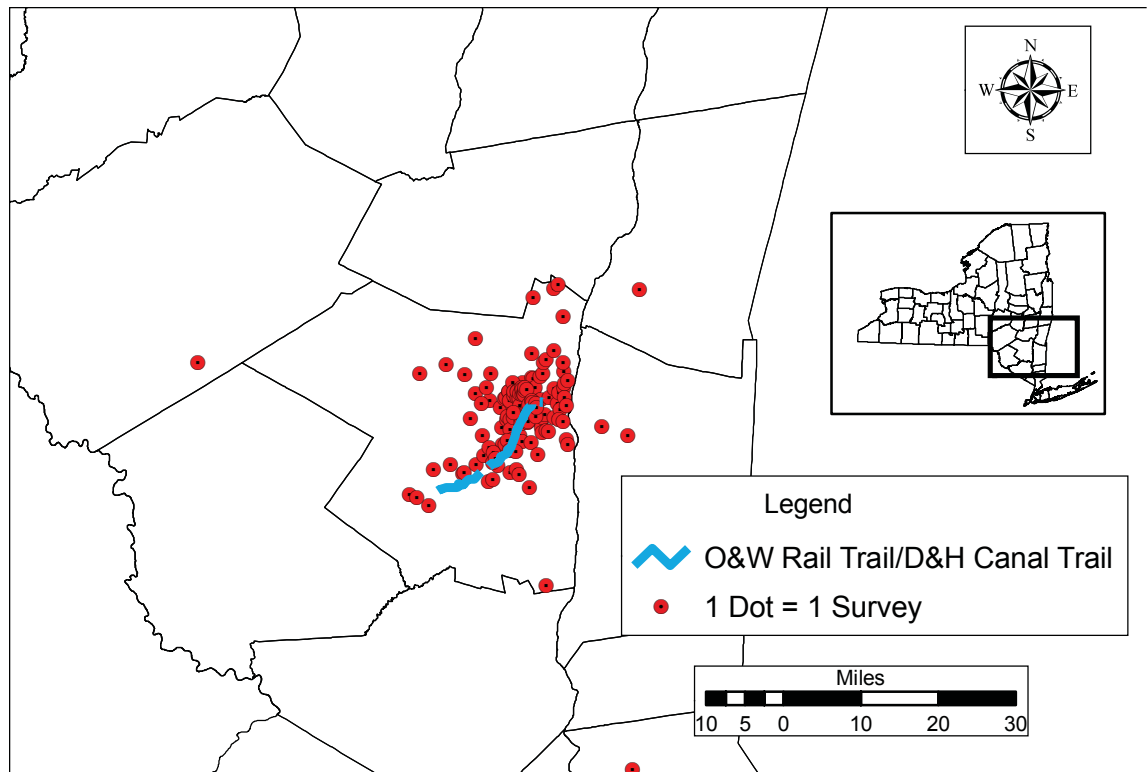 N
W E
S
Legend
O&W Rail Trail/D&H Canal Trail
1 Dot = 1 Survey
Miles
10 5 0 10 20 30